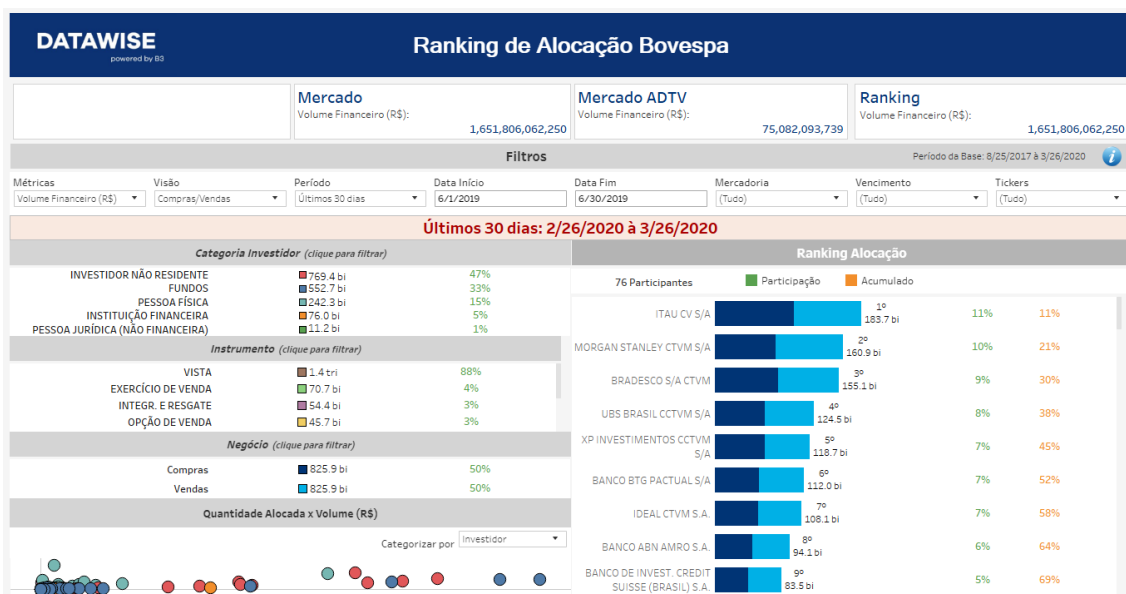 DATAWISE
powered by B3
Ranking de Alocação Bovespa
Mercado
Volume Financeiro (R$):
1,651,806,062,250
Mercado ADTV
Volume Financeiro (R$):
75,082,093,739
Ranking
Volume Financeiro (R$):
1,651,806,062,250
Filtros
Período da Base: 8/25/2017 à 3/26/2020
i
Métricas
Volume Financeiro (R$)
Visão
Compras/Vendas
Período
Últimos 30 dias
Data Início
6/1/2019
Data Fim
6/30/2019
Mercadoria
(Tudo)
Vencimento
(Tudo)
Tickers
(Tudo)
Últimos 30 dias: 2/26/2020 à 3/26/2020
Categoria Investidor (clique para filtrar)
INVESTIDOR NÃO RESIDENTE 769.4 bi 47%
FUNDOS 552.7 bi 33%
PESSOA FÍSICA 242.3 bi 15%
INSTITUIÇÃO FINANCEIRA 76.0 bi 5%
PESSOA JURÍDICA (NÃO FINANCEIRA) 11.2 bi 1%
Instrumento (clique para filtrar)
VISTA 1.4 tri 88%
EXERCÍCIO DE VENDA 70.7 bi 4%
INTEGR. E RESGATE 54.4 bi 3%
OPÇÃO DE VENDA 45.7 bi 3%
Negócio (clique para filtrar)
Compras 825.9 bi 50%
Vendas 825.9 bi 50%
Quantidade Alocada x Volume (R$)
Categorizar por Investidor
Ranking Alocação
76 Participantes Participação Acumulado
ITAU CV S/A 1º 183.7 bi 11% 11%
MORGAN STANLEY CTVM S/A 2º 160.9 bi 10% 21%
BRADESCO S/A CTVM 3º 155.1 bi 9% 30%
UBS BRASIL CCTVM S/A 4º 124.5 bi 8% 38%
XP INVESTIMENTOS CCTVM
S/A 5º 118.7 bi 7% 45%
BANCO BTG PACTUAL S/A 6º 112.0 bi 7% 52%
IDEAL CTVM S.A. 7º 108.1 bi 7% 58%
BANCO ABN AMRO S.A. 8º 94.1 bi 6% 64%
BANCO DE INVEST. CREDIT
SUISSE (BRASIL) S.A. 9º 83.5 bi 5% 69%